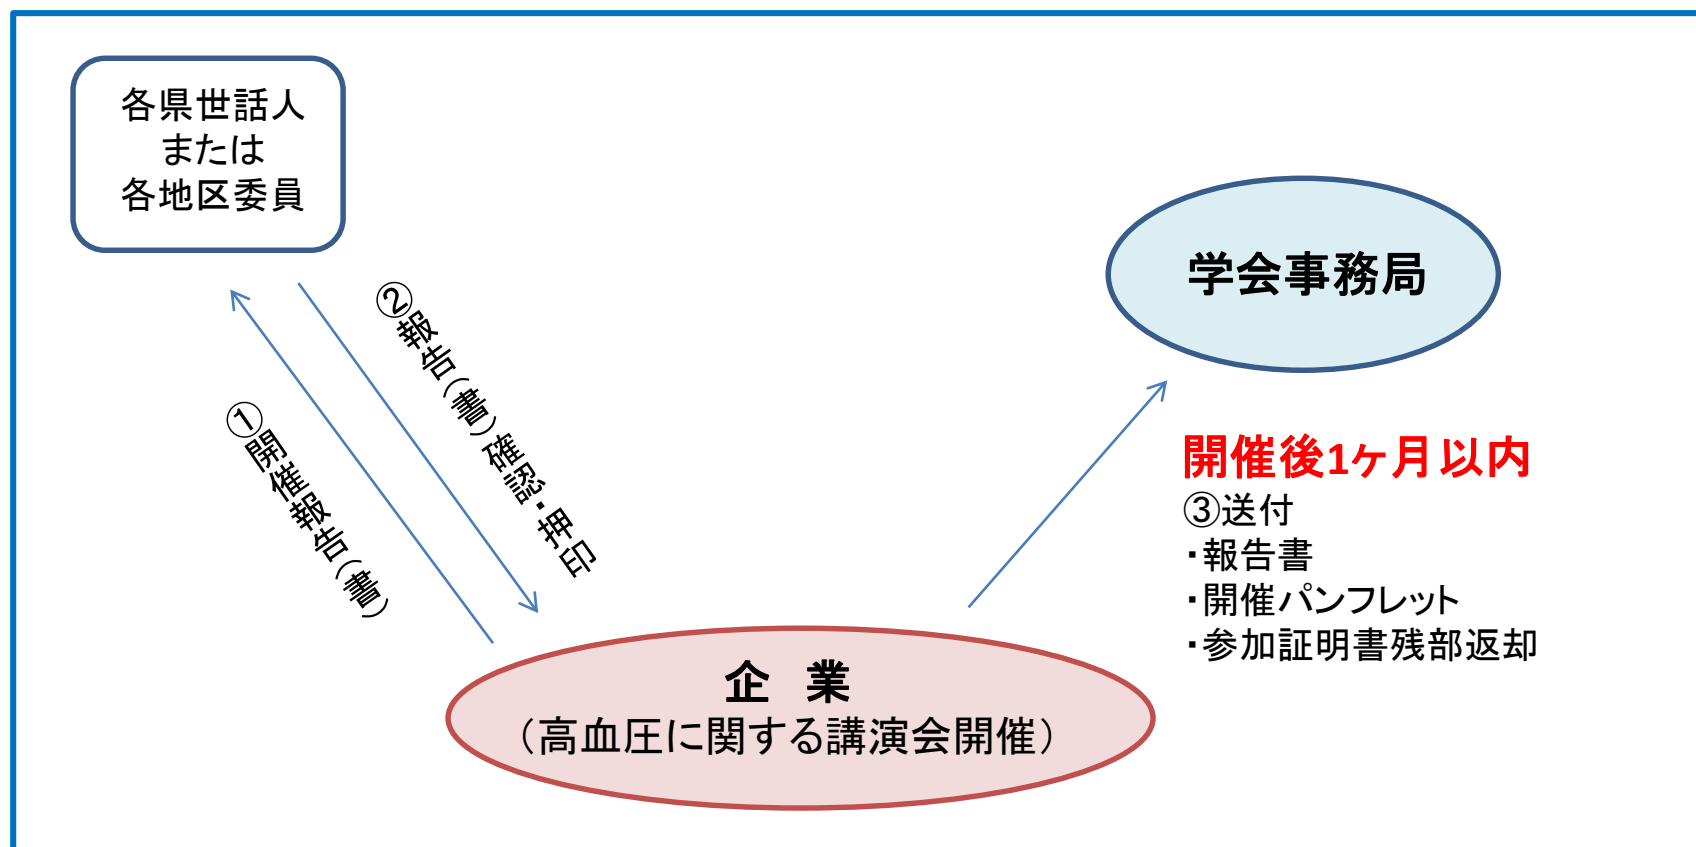 各県世話人
または
各地区委員
学会事務局
②報告(書)確認・押印
①開催報告(書)
開催後1ヶ月以内
③送付
・報告書
・開催パンフレット
・参加証明書残部返却
企　業
（高血圧に関する講演会開催）